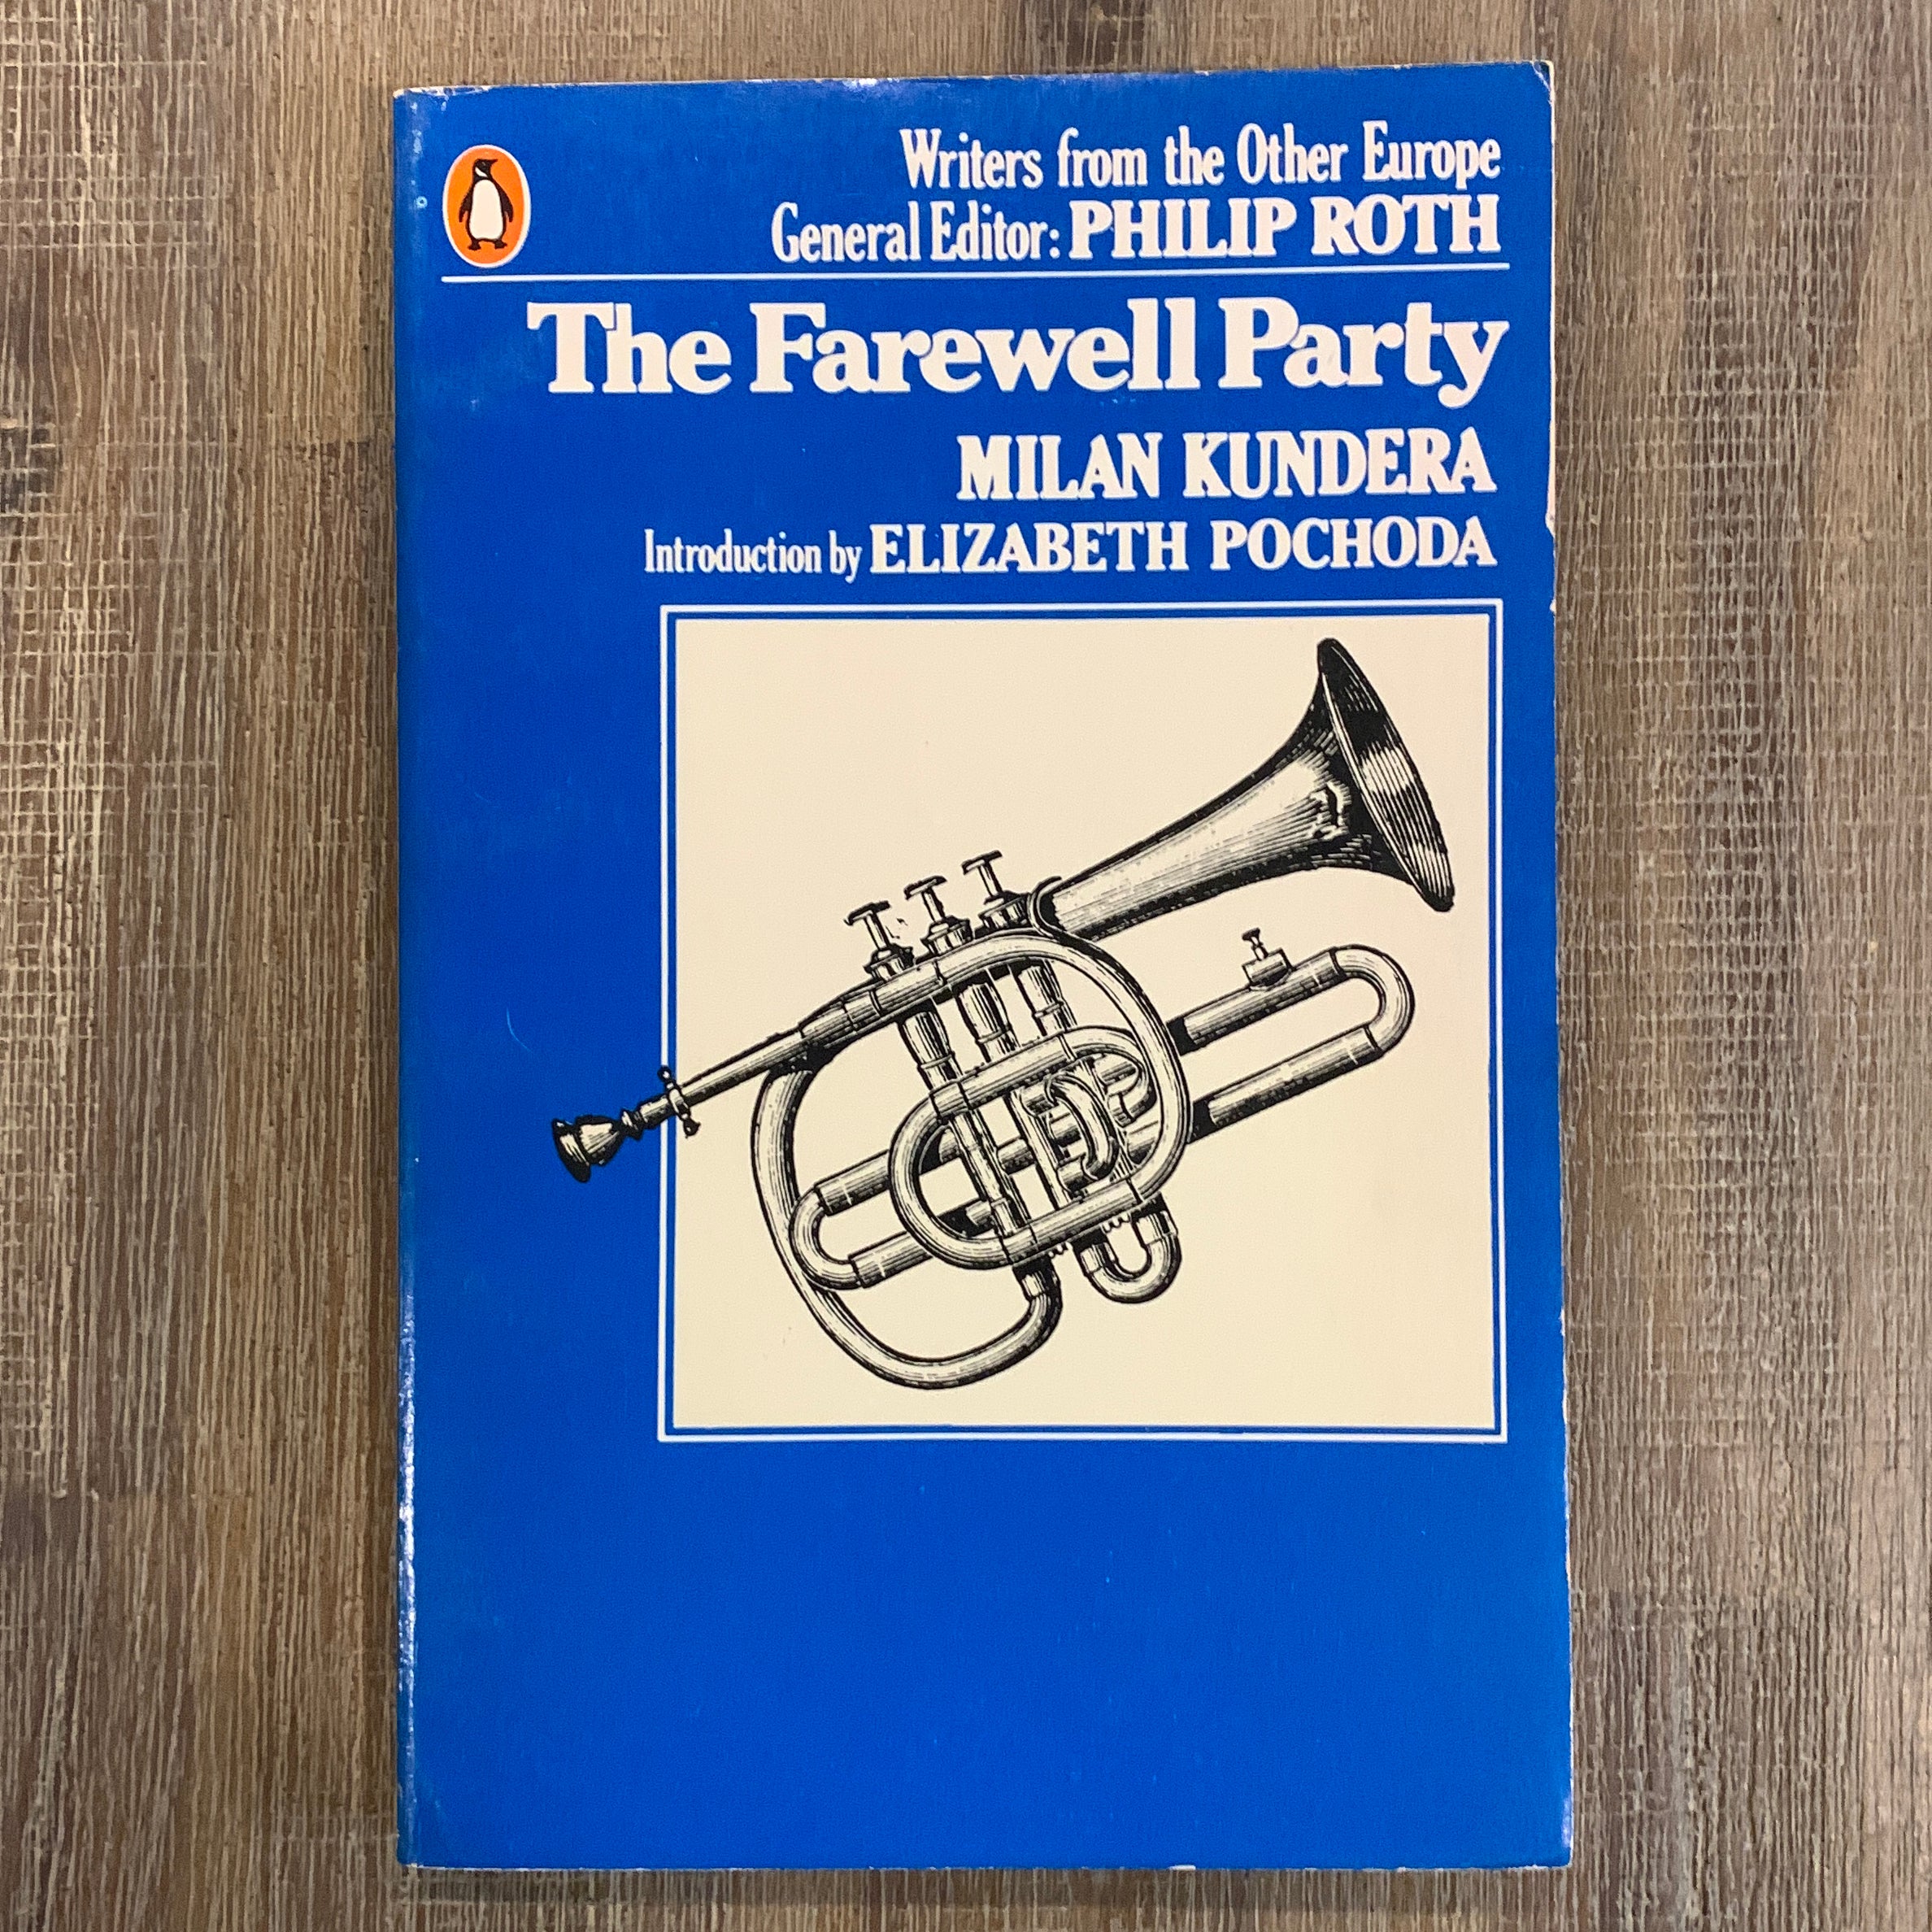 Writers from the Other Europe
General Editor: PHILIP ROTH
The Farewell Party
MILAN KUNDERA
Introduction by ELIZABETH POCHODA